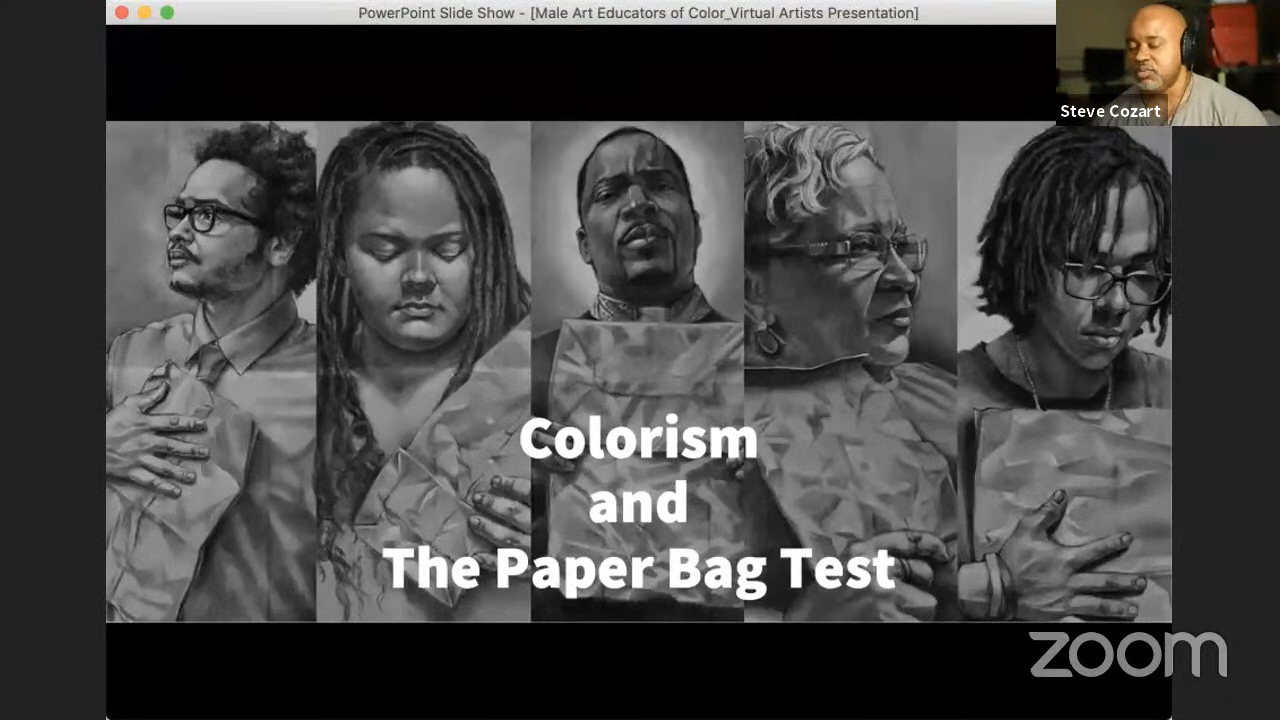 PowerPoint Slide Show - [Male Art Educators of Color_Virtual Artists Presentation]
Steve Cozart
Colorism
and
The Paper Bag Test
zoom